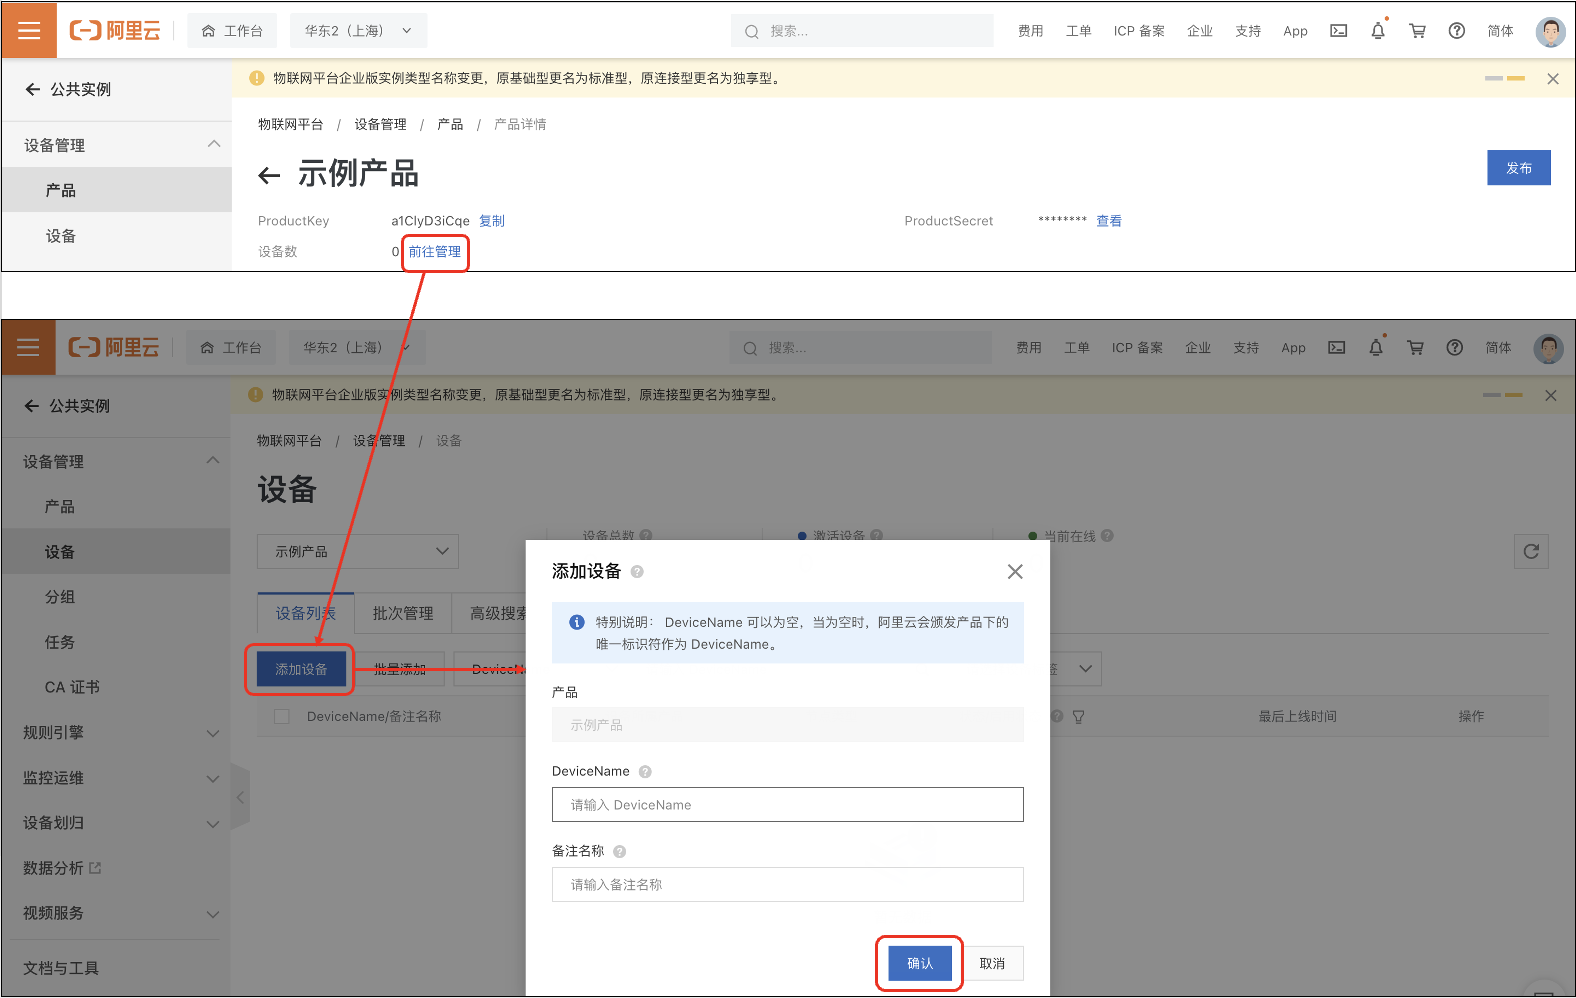 阿里云
工作台
华东2（上海）
搜索...
费用
工单
ICP 备案
企业
支持
App
简体
公共实例
物联网平台企业版实例类型名称变更，原基础型更名为标准型，原连接型更名为独享型。
设备管理
产品
设备
物联网平台 / 设备管理 / 产品 / 产品详情
示例产品
发布
ProductKey
a1ClyD3iCqe 复制
ProductSecret
******** 查看
设备数
0 前往管理
阿里云
工作台
华东2（上海）
搜索...
费用
工单
ICP 备案
企业
支持
App
简体
公共实例
物联网平台企业版实例类型名称变更，原基础型更名为标准型，原连接型更名为独享型。
设备管理
产品
设备
分组
任务
CA 证书
规则引擎
监控运维
设备划归
数据分析
视频服务
文档与工具
物联网平台 / 设备管理 / 设备
设备
示例产品
设备总数
激活设备
当前在线
设备列表
批次管理
高级搜索
添加设备
批量添加
DeviceName/备注名称
最后上线时间
操作
添加设备
特别说明： DeviceName 可以为空，当为空时，阿里云会颁发产品下的
唯一标识符作为 DeviceName。
产品
示例产品
DeviceName
请输入 DeviceName
备注名称
请输入备注名称
确认
取消